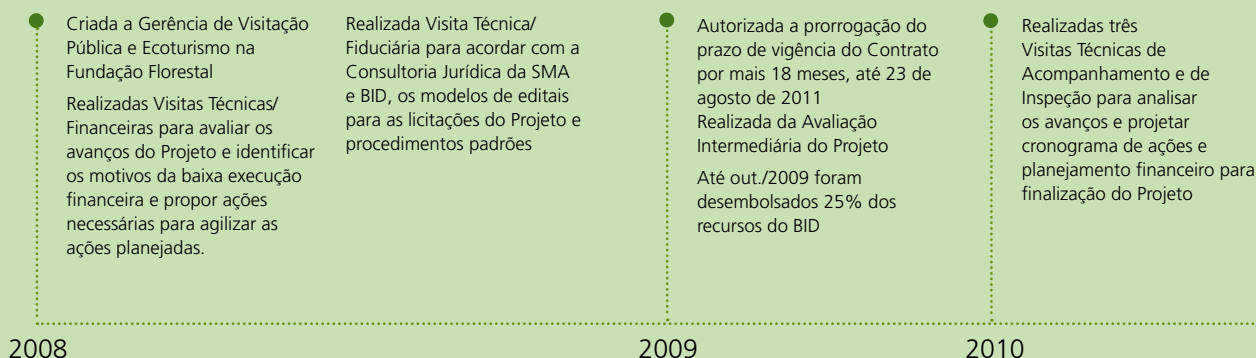 Criada a Gerência de Visitação
Pública e Ecoturismo na
Fundação Florestal
Realizadas Visitas Técnicas/
Financeiras para avaliar os
avanços do Projeto e identificar
os motivos da baixa execução
financeira e propor ações
necessárias para agilizar as
ações planejadas.
Realizada Visita Técnica/
Fiduciária para acordar com a
Consultoria Jurídica da SMA
e BID, os modelos de editais
para as licitações do Projeto e
procedimentos padrões
Autorizada a prorrogação do
prazo de vigência do Contrato
por mais 18 meses, até 23 de
agosto de 2011
Realizada da Avaliação
Intermediária do Projeto
Até out./2009 foram
desembolsados 25% dos
recursos do BID
Realizadas três
Visitas Técnicas de
Acompanhamento e de
Inspeção para analisar
os avanços e projetar
cronograma de ações e
planejamento financeiro para
finalização do Projeto
2008
2009
2010